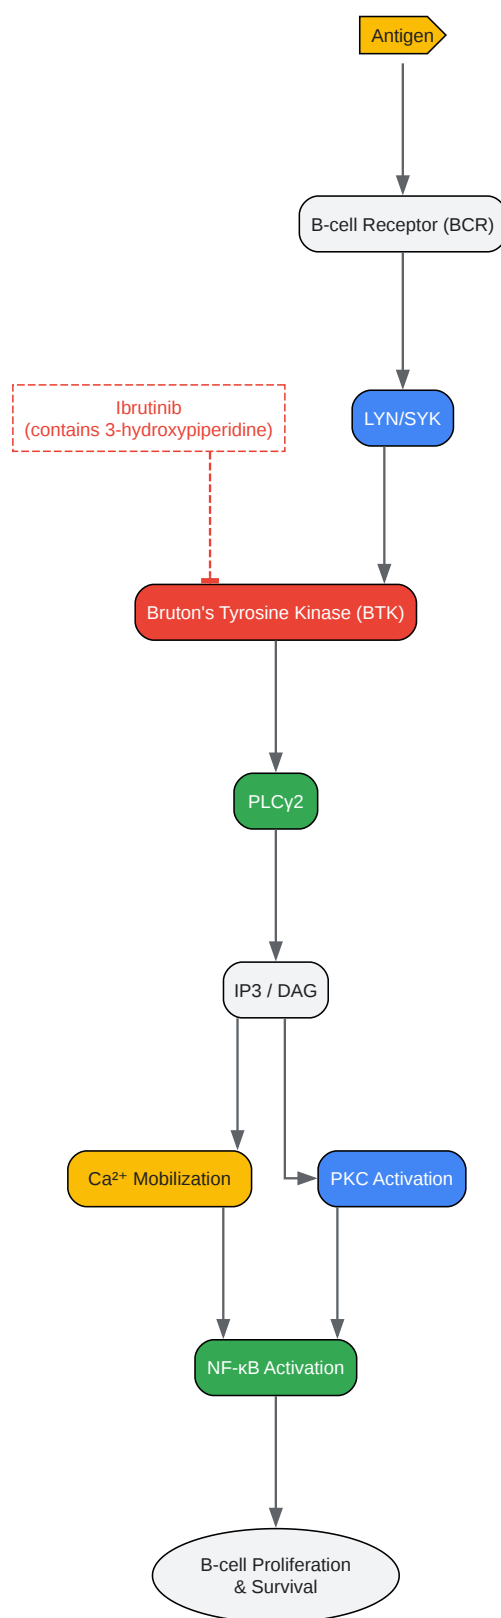 Antigen
B-cell Receptor (BCR)
Ibrutinib
(contains 3-hydroxypiperidine)
LYN/SYK
Bruton's Tyrosine Kinase (BTK)
PLCγ2
IP3 / DAG
Ca²⁺ Mobilization
PKC Activation
NF-κB Activation
B-cell Proliferation
& Survival